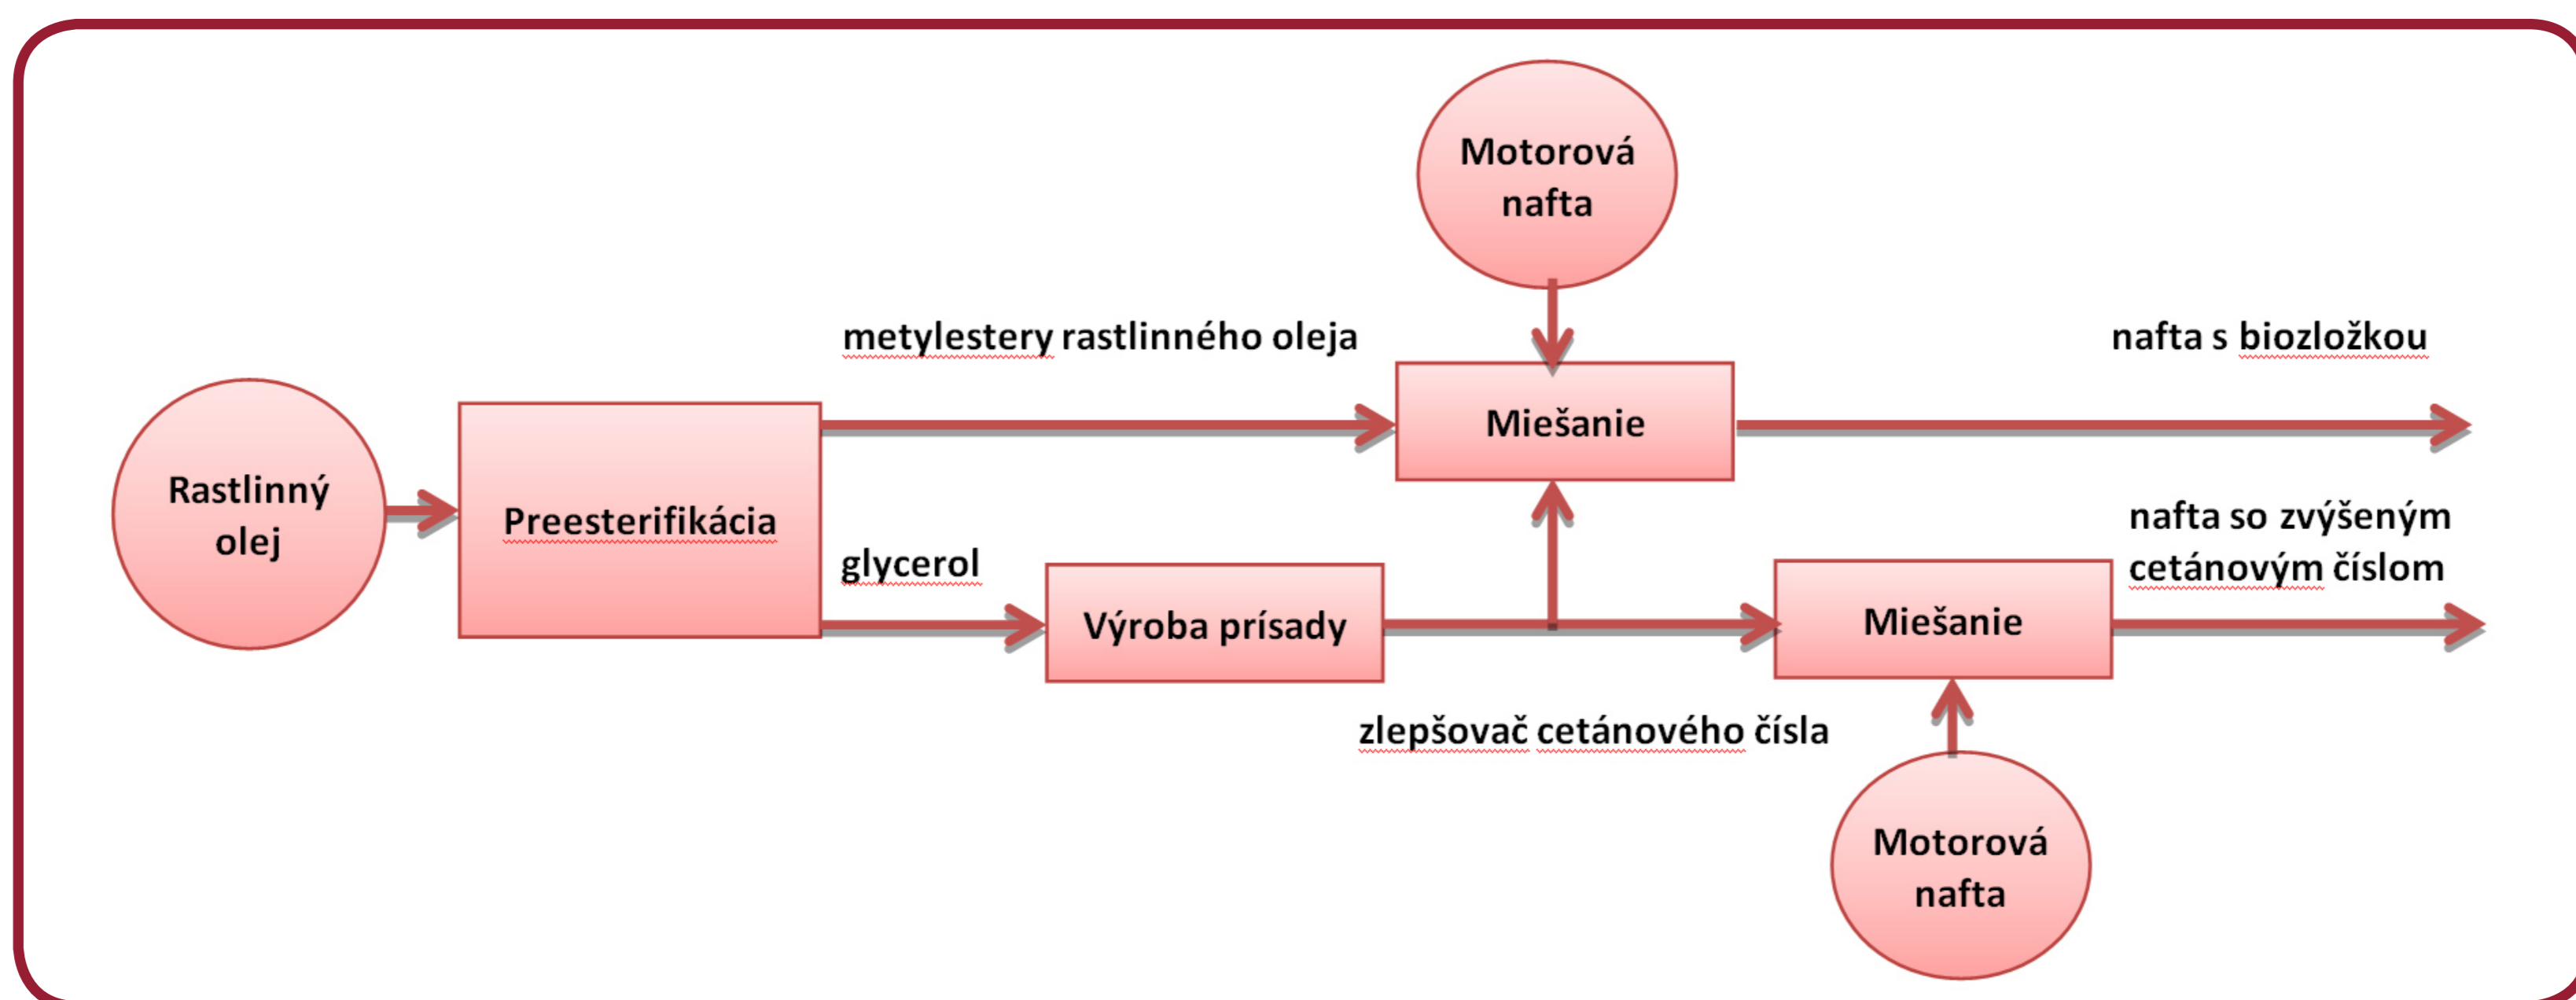 Motorová
nafta
metylestery rastlinného oleja
nafta s biozložkou
Miešanie
Rastlinný
olej
Preesterifikácia
glycerol
Výroba prísady
nafta so zvýšeným
cetánovým číslom
Miešanie
zlepšovač cetánového čísla
Motorová
nafta